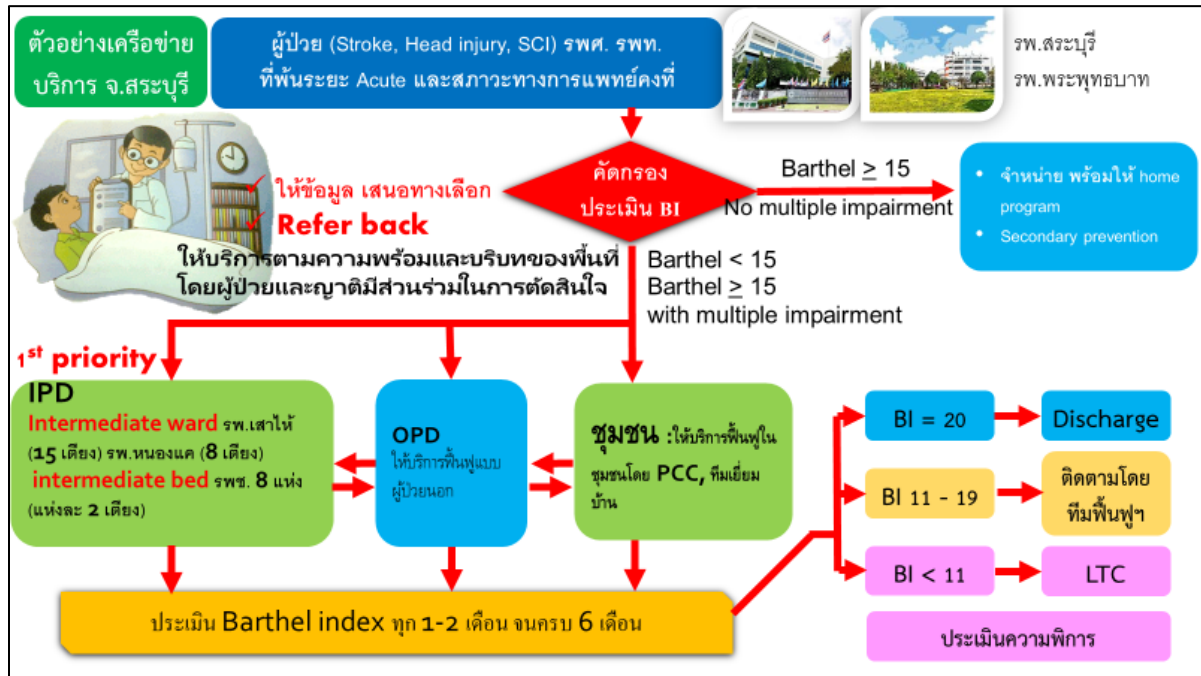 ตัวอย่างเครือข่าย
บริการ จ.สระบุรี
ผู้ป่วย (Stroke, Head injury, SCI) รพศ. รพท.
ที่พ้นระยะ Acute และสภาวะทางการแพทย์คงที่
รพ.สระบุรี
รพ.พระพุทธบาท
คัดกรอง
ประเมิน BI
Barthel ≥ 15
No multiple impairment
• จำหน่าย พร้อมให้ home
program
• Secondary prevention
✓ ให้ข้อมูล เสนอทางเลือก
✓ Refer back
ให้บริการตามความพร้อมและบริบทของพื้นที่
โดยผู้ป่วยและญาติมีส่วนร่วมในการตัดสินใจ
Barthel < 15
Barthel ≥ 15
with multiple impairment
1st priority
IPD
Intermediate ward รพ.เสาไห้
(15 เตียง) รพ.หนองแค (8 เตียง)
intermediate bed รพช. 8 แห่ง
(แห่งละ 2 เตียง)
OPD
ให้บริการฟื้นฟูแบบ
ผู้ป่วยนอก
ชุมชน :ให้บริการฟื้นฟูใน
ชุมชนโดย PCC, ทีมเยี่ยม
บ้าน
BI = 20
Discharge
BI 11 - 19
ติดตามโดย
ทีมฟื้นฟูฯ
BI < 11
LTC
ประเมินความพิการ
ประเมิน Barthel index ทุก 1-2 เดือน จนครบ 6 เดือน